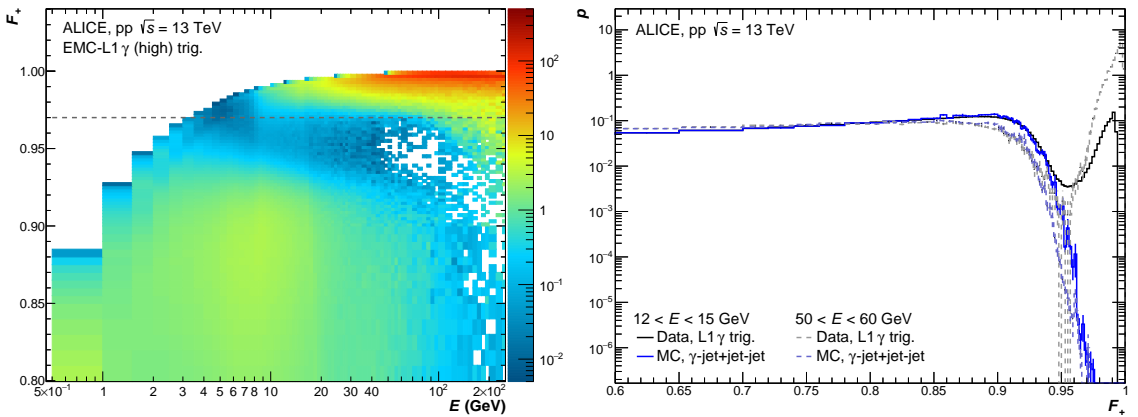 F₊
ALICE, pp √s = 13 TeV
EMC-L1 γ (high) trig.
1.00
0.95
0.90
0.85
0.80
5×10⁻¹ 1 2 3 4 5 6 7 8 10 20 30 40 10² 2×10²
E (GeV)
10²
10
1
10⁻¹
10⁻²
p
ALICE, pp √s = 13 TeV
10
1
10⁻¹
10⁻²
10⁻³
10⁻⁴
10⁻⁵
10⁻⁶
12 < E < 15 GeV
Data, L1 γ trig.
MC, γ-jet+jet-jet
50 < E < 60 GeV
Data, L1 γ trig.
MC, γ-jet+jet-jet
0.6 0.65 0.7 0.75 0.8 0.85 0.9 0.95 1
F₊